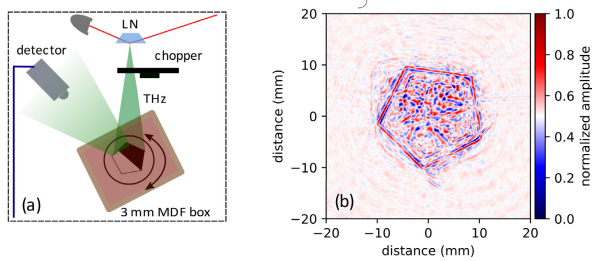 LN
detector
chopper
THz
3 mm MDF box
(a)
20
10
0
−10
−20
−20
−10
0
10
20
distance (mm)
distance (mm)
(b)
1.0
0.8
0.6
0.4
0.2
0.0
normalized amplitude